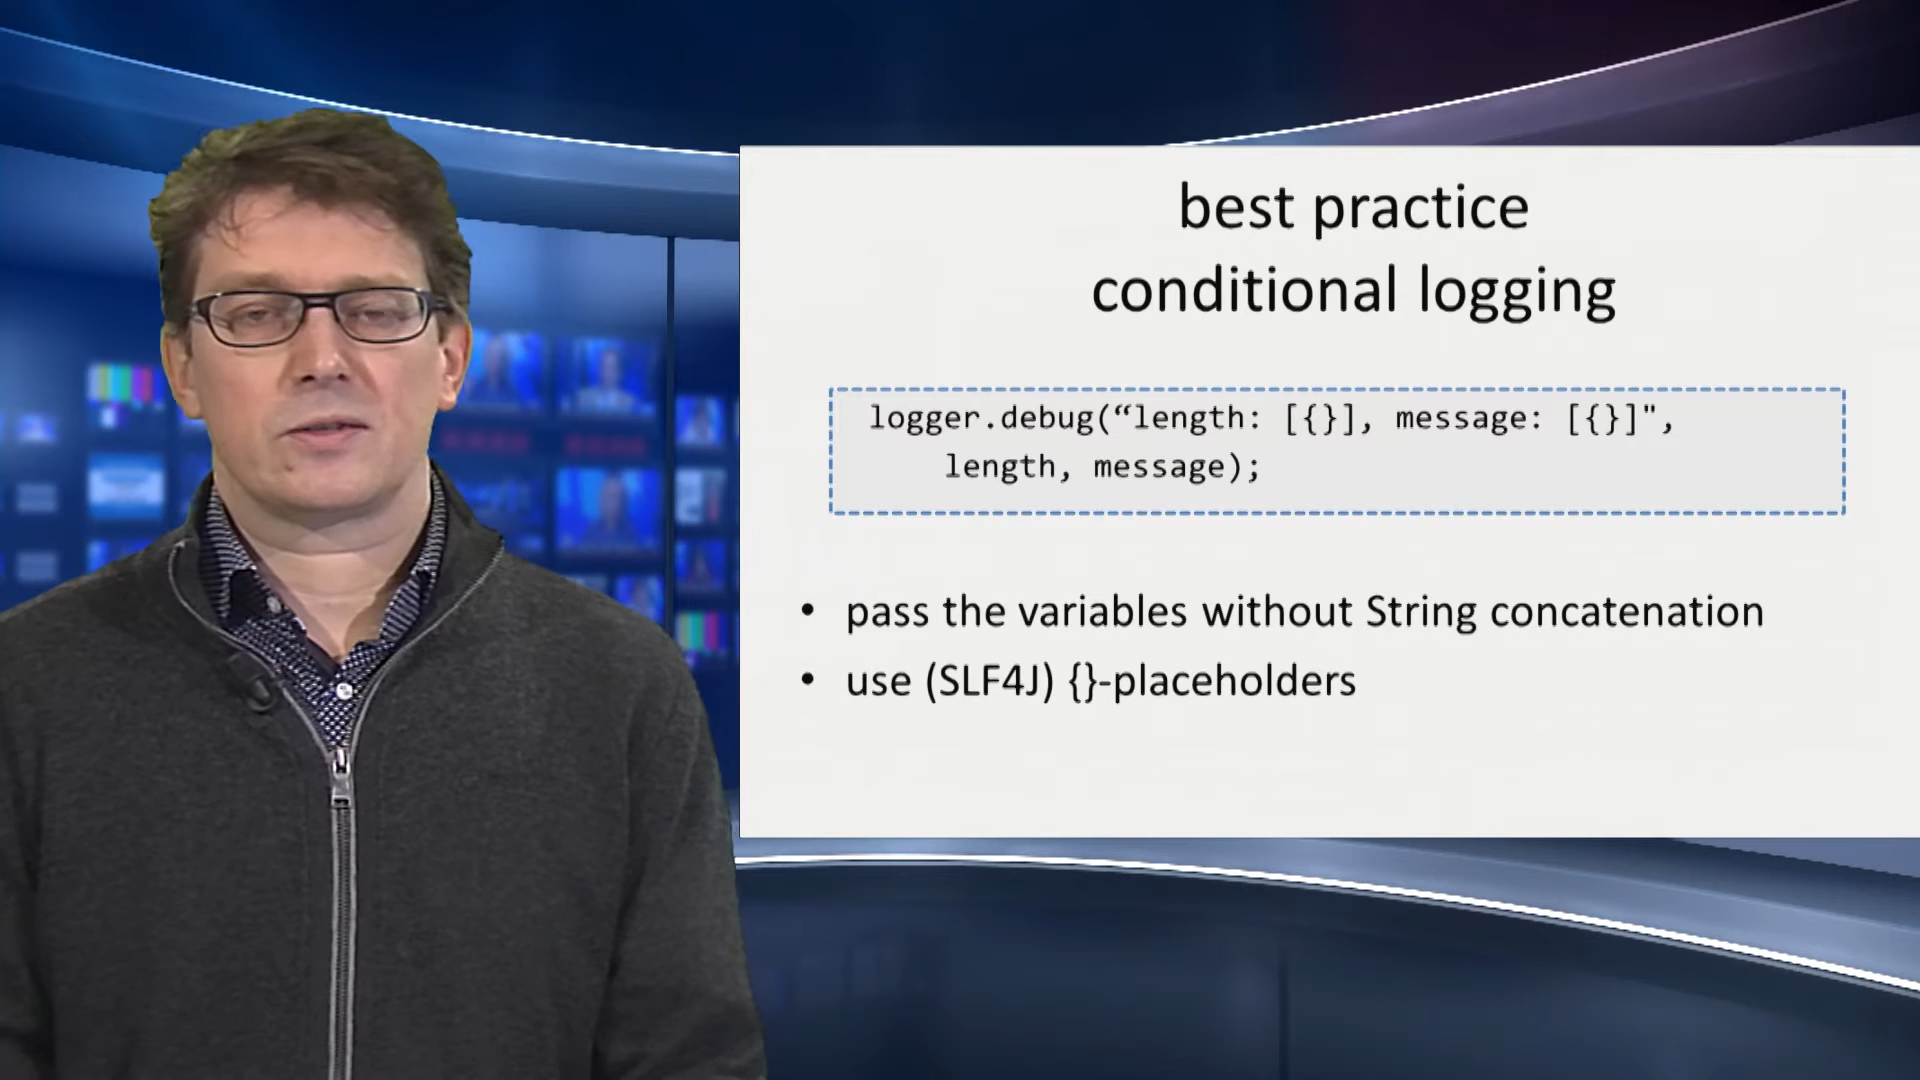 best practice
conditional logging
logger.debug(“length: [{}], message: [{}]",
length, message);
• pass the variables without String concatenation
• use (SLF4J) {}-placeholders